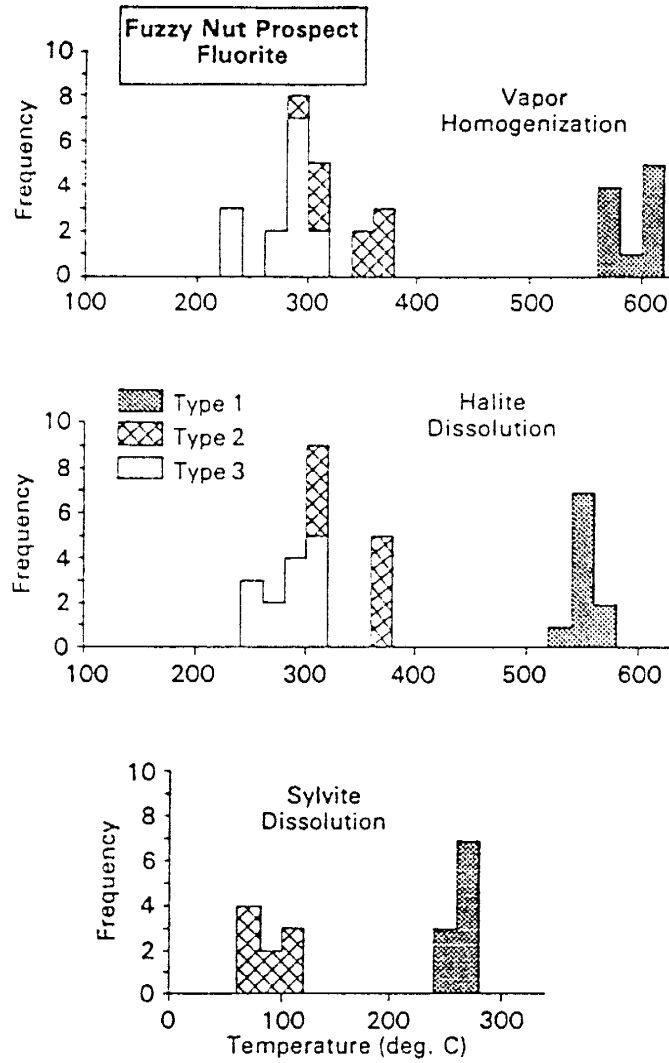 Fuzzy Nut Prospect
Fluorite
Vapor
Homogenization
Frequency
10
8
6
4
2
0
100 200 300 400 500 600
Type 1
Type 2
Type 3
Halite
Dissolution
Frequency
10
8
6
4
2
0
100 200 300 400 500 600
Sylvite
Dissolution
Frequency
10
8
6
4
2
0
0 100 200 300
Temperature (deg. C)